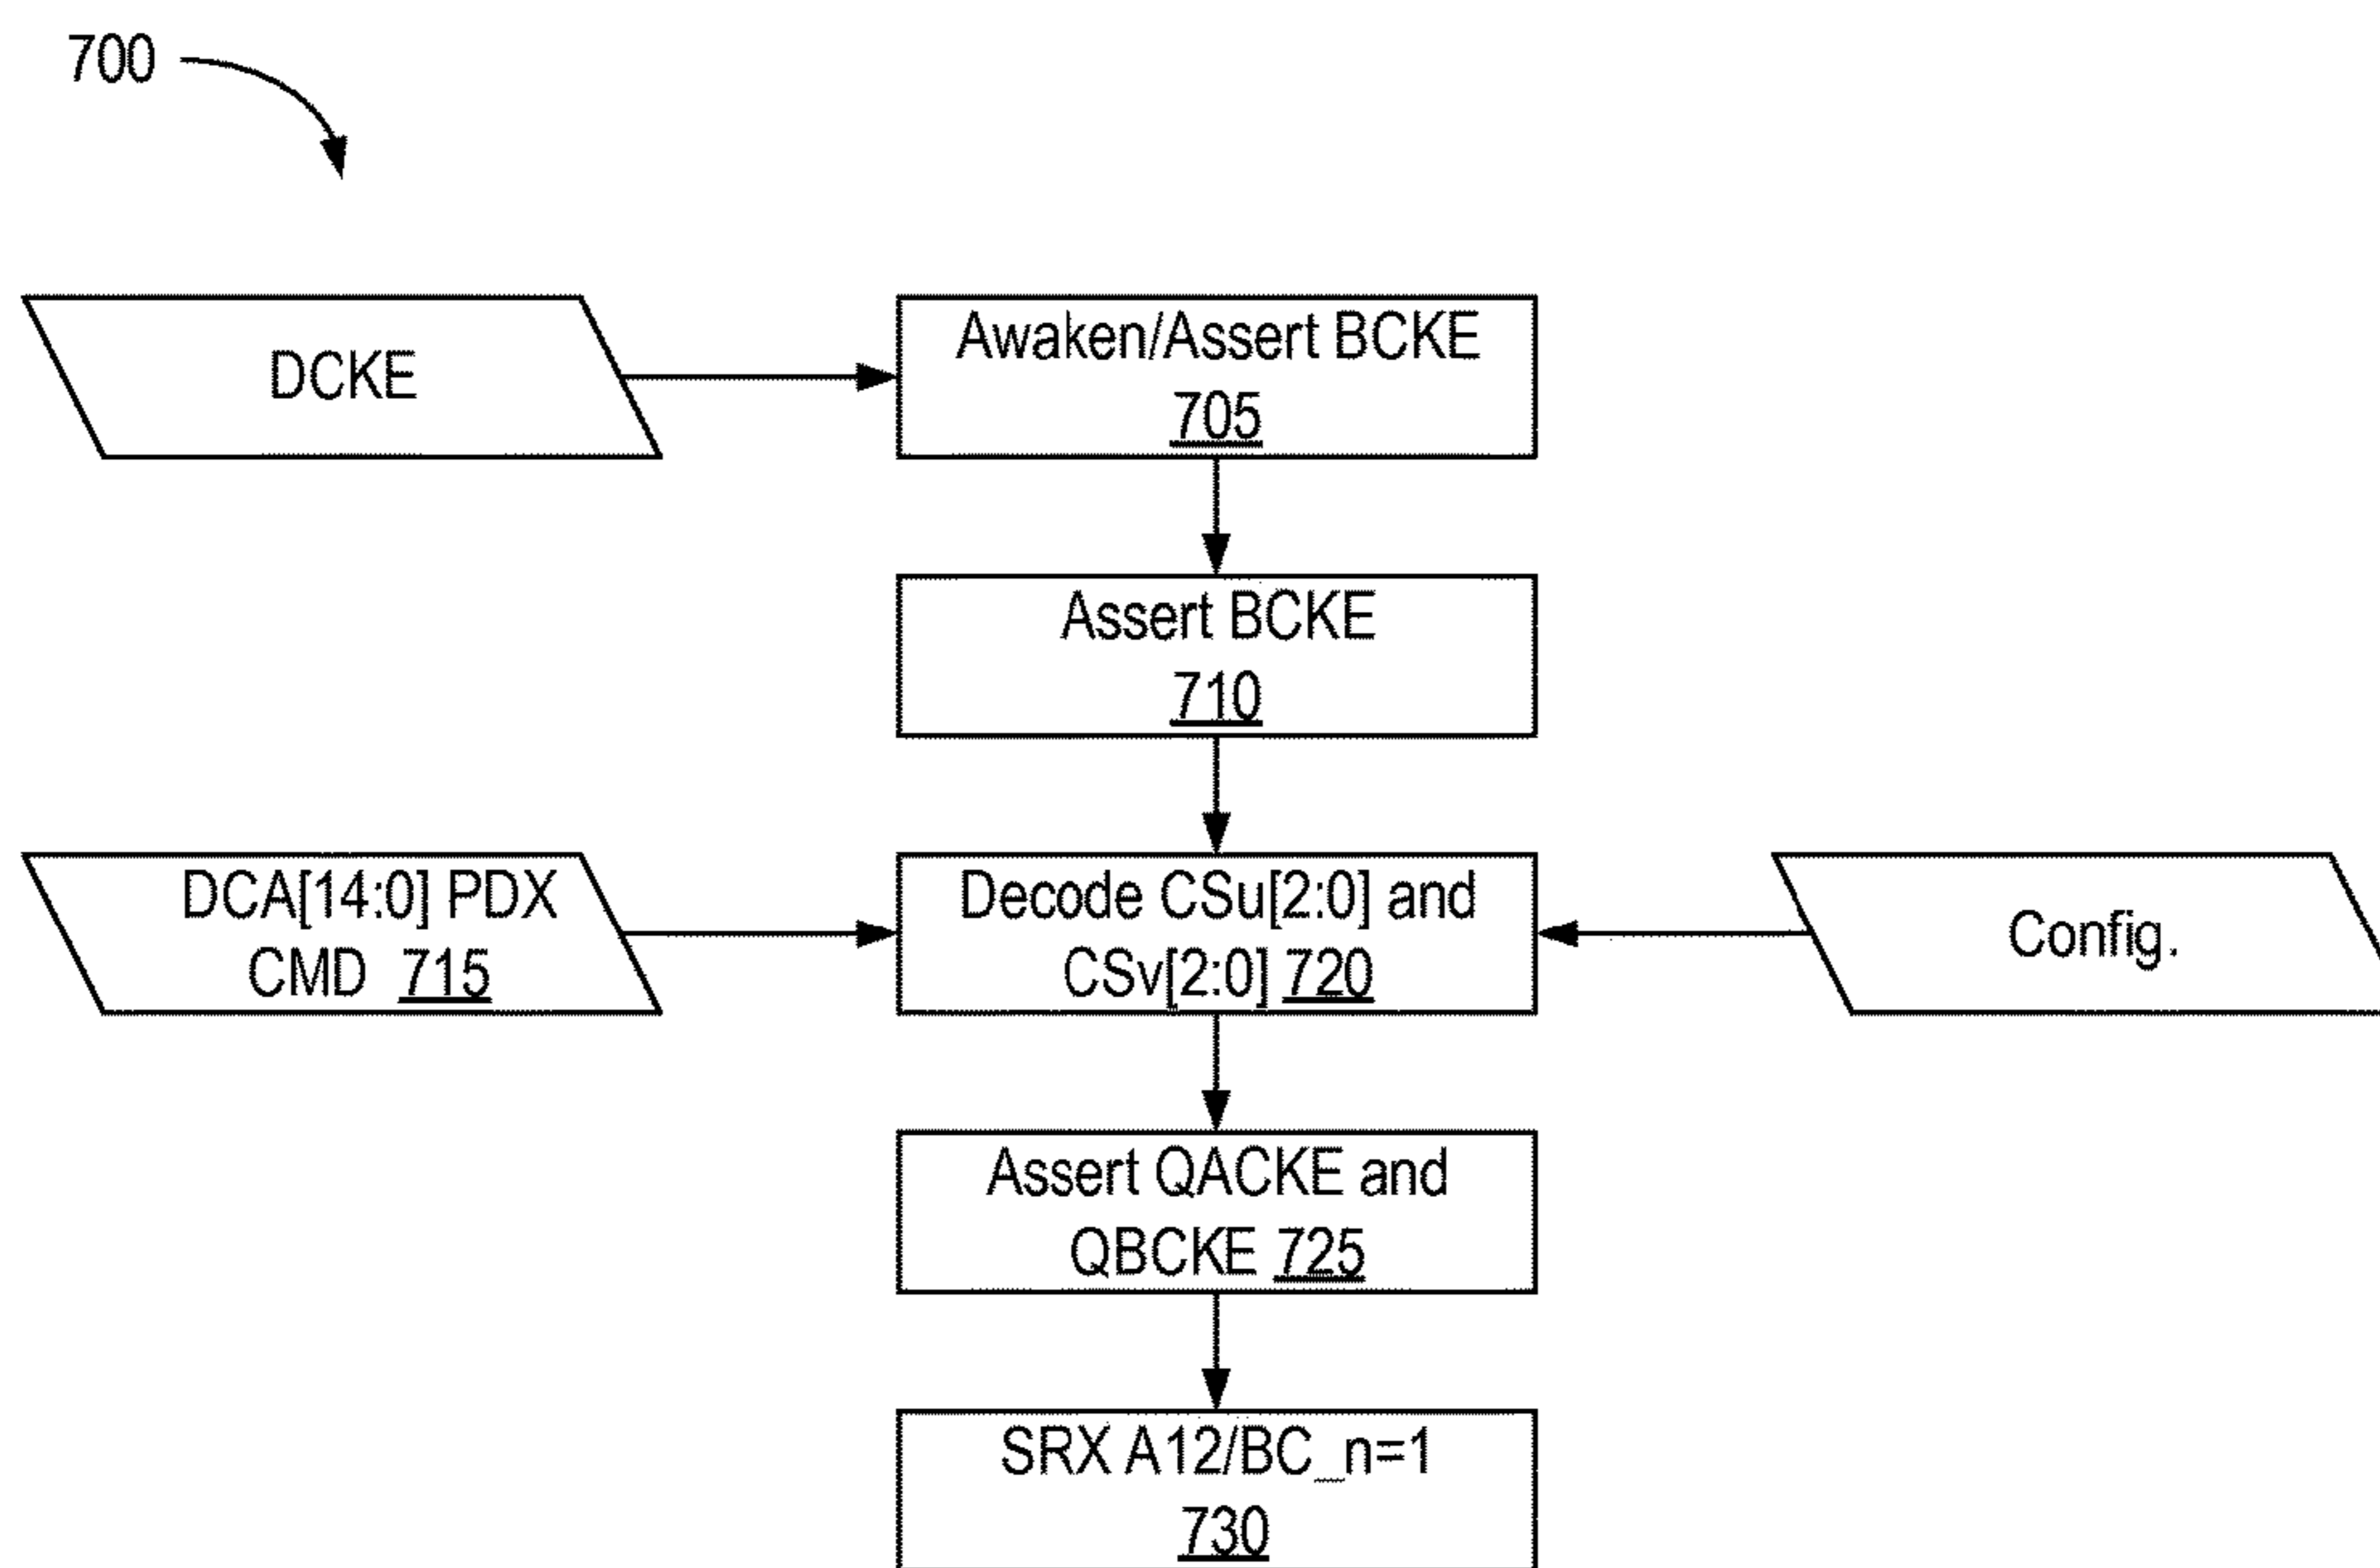 700
DCKE
Awaken/Assert BCKE
705
Assert BCKE
710
DCA[14:0] PDX
CMD 715
Decode CSu[2:0] and
CSv[2:0] 720
Config.
Assert QACKE and
QBCKE 725
SRX A12/BC_n=1
730